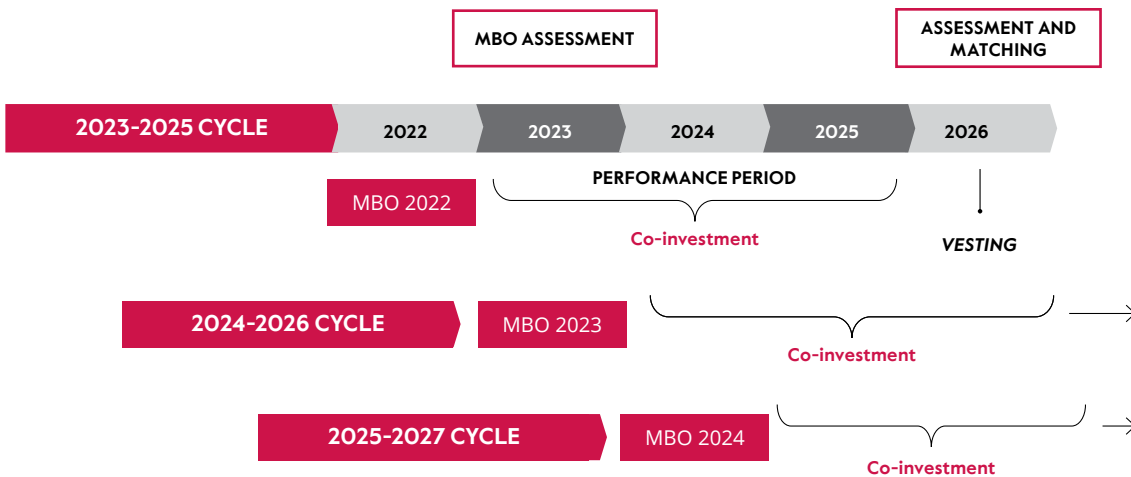 MBO ASSESSMENT
ASSESSMENT AND
MATCHING
2023-2025 CYCLE
2022
2023
2024
2025
2026
PERFORMANCE PERIOD
MBO 2022
Co-investment
VESTING
2024-2026 CYCLE
MBO 2023
Co-investment
2025-2027 CYCLE
MBO 2024
Co-investment